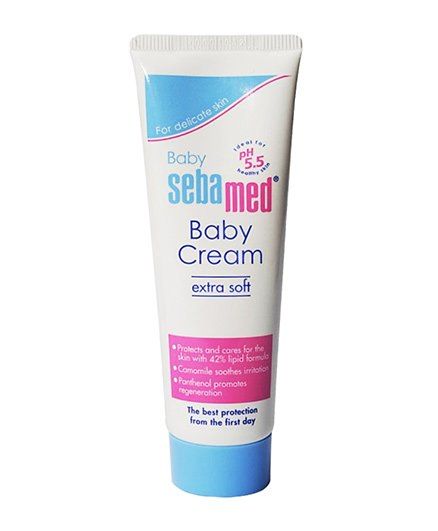 For delicate skin
Baby
sebamed®
Ideal for
pH
5.5
healthy skin
Baby
Cream
extra soft
• Protects and cares for the
skin with 42% lipid formula
• Camomile soothes irritation
• Panthenol promotes
regeneration
The best protection
from the first day